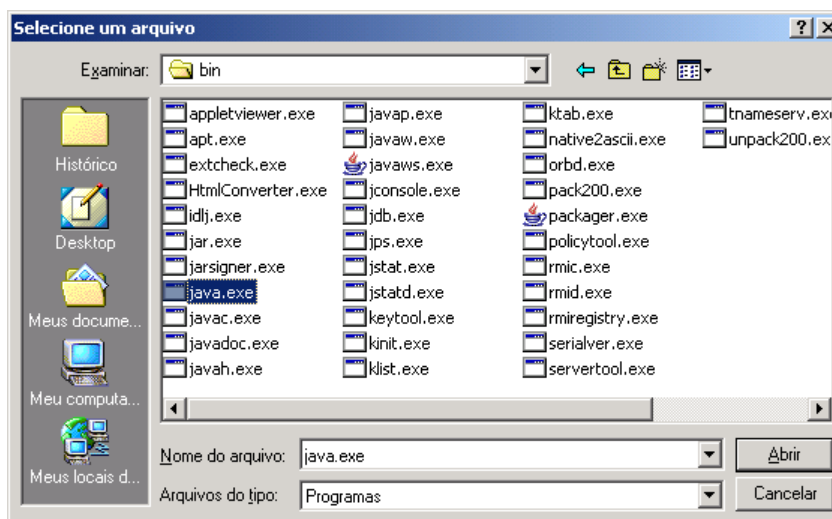 Selecione um arquivo
Examinar: bin
Histórico
Desktop
Meus docume...
Meu computa...
Meus locais d...
appletviewer.exe
apt.exe
extcheck.exe
HtmlConverter.exe
idlj.exe
jar.exe
jarsigner.exe
java.exe
javac.exe
javadoc.exe
javah.exe
javap.exe
javaw.exe
javaws.exe
jconsole.exe
jdb.exe
jps.exe
jstat.exe
jstatd.exe
keytool.exe
kinit.exe
klist.exe
ktab.exe
native2ascii.exe
orbd.exe
pack200.exe
packager.exe
policytool.exe
rmic.exe
rmid.exe
rmiregistry.exe
serialver.exe
servertool.exe
tnameserv.ex
unpack200.ex
Nome do arquivo: java.exe Abrir
Arquivos do tipo: Programas Cancelar